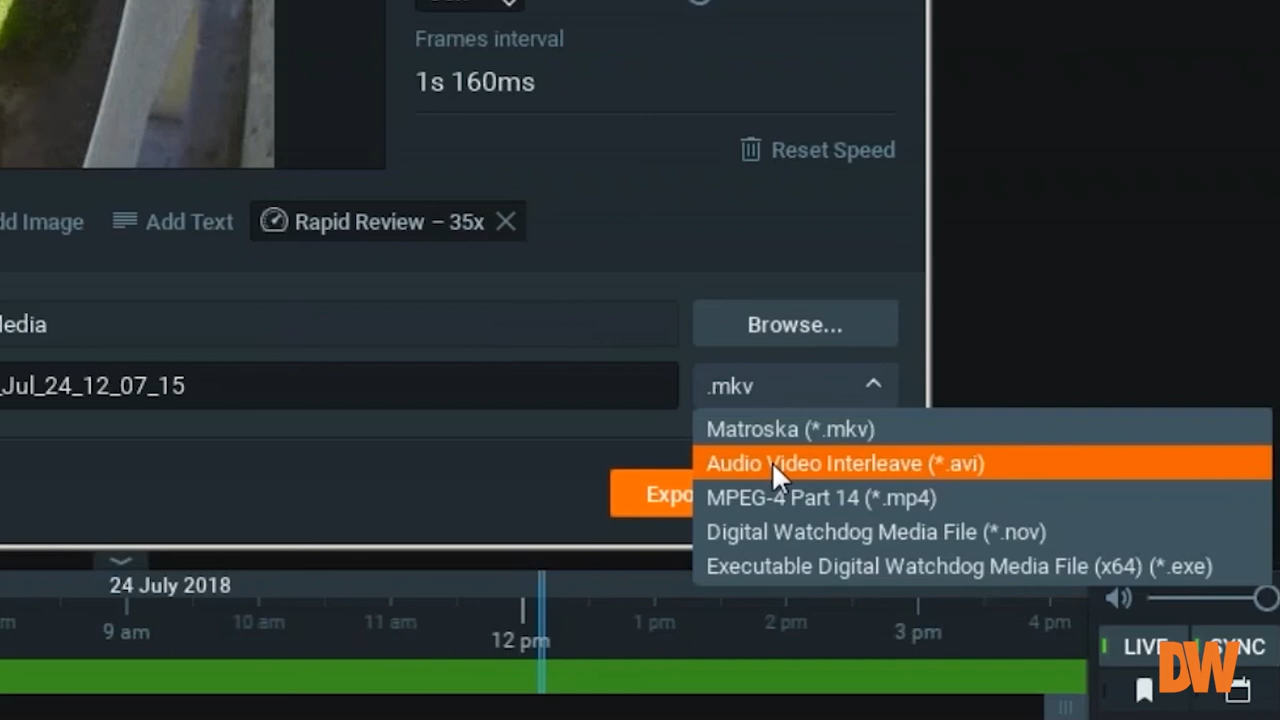 Frames interval
1s 160ms
Reset Speed
dd Image
Add Text
Rapid Review – 35x
edia
Browse...
_Jul_24_12_07_15
.mkv
Matroska (*.mkv)
Audio Video Interleave (*.avi)
MPEG-4 Part 14 (*.mp4)
Digital Watchdog Media File (*.nov)
Executable Digital Watchdog Media File (x64) (*.exe)
Expo
24 July 2018
m
9 am
10 am
11 am
12 pm
1 pm
2 pm
3 pm
4 pm
LIVE
SYNC
DW